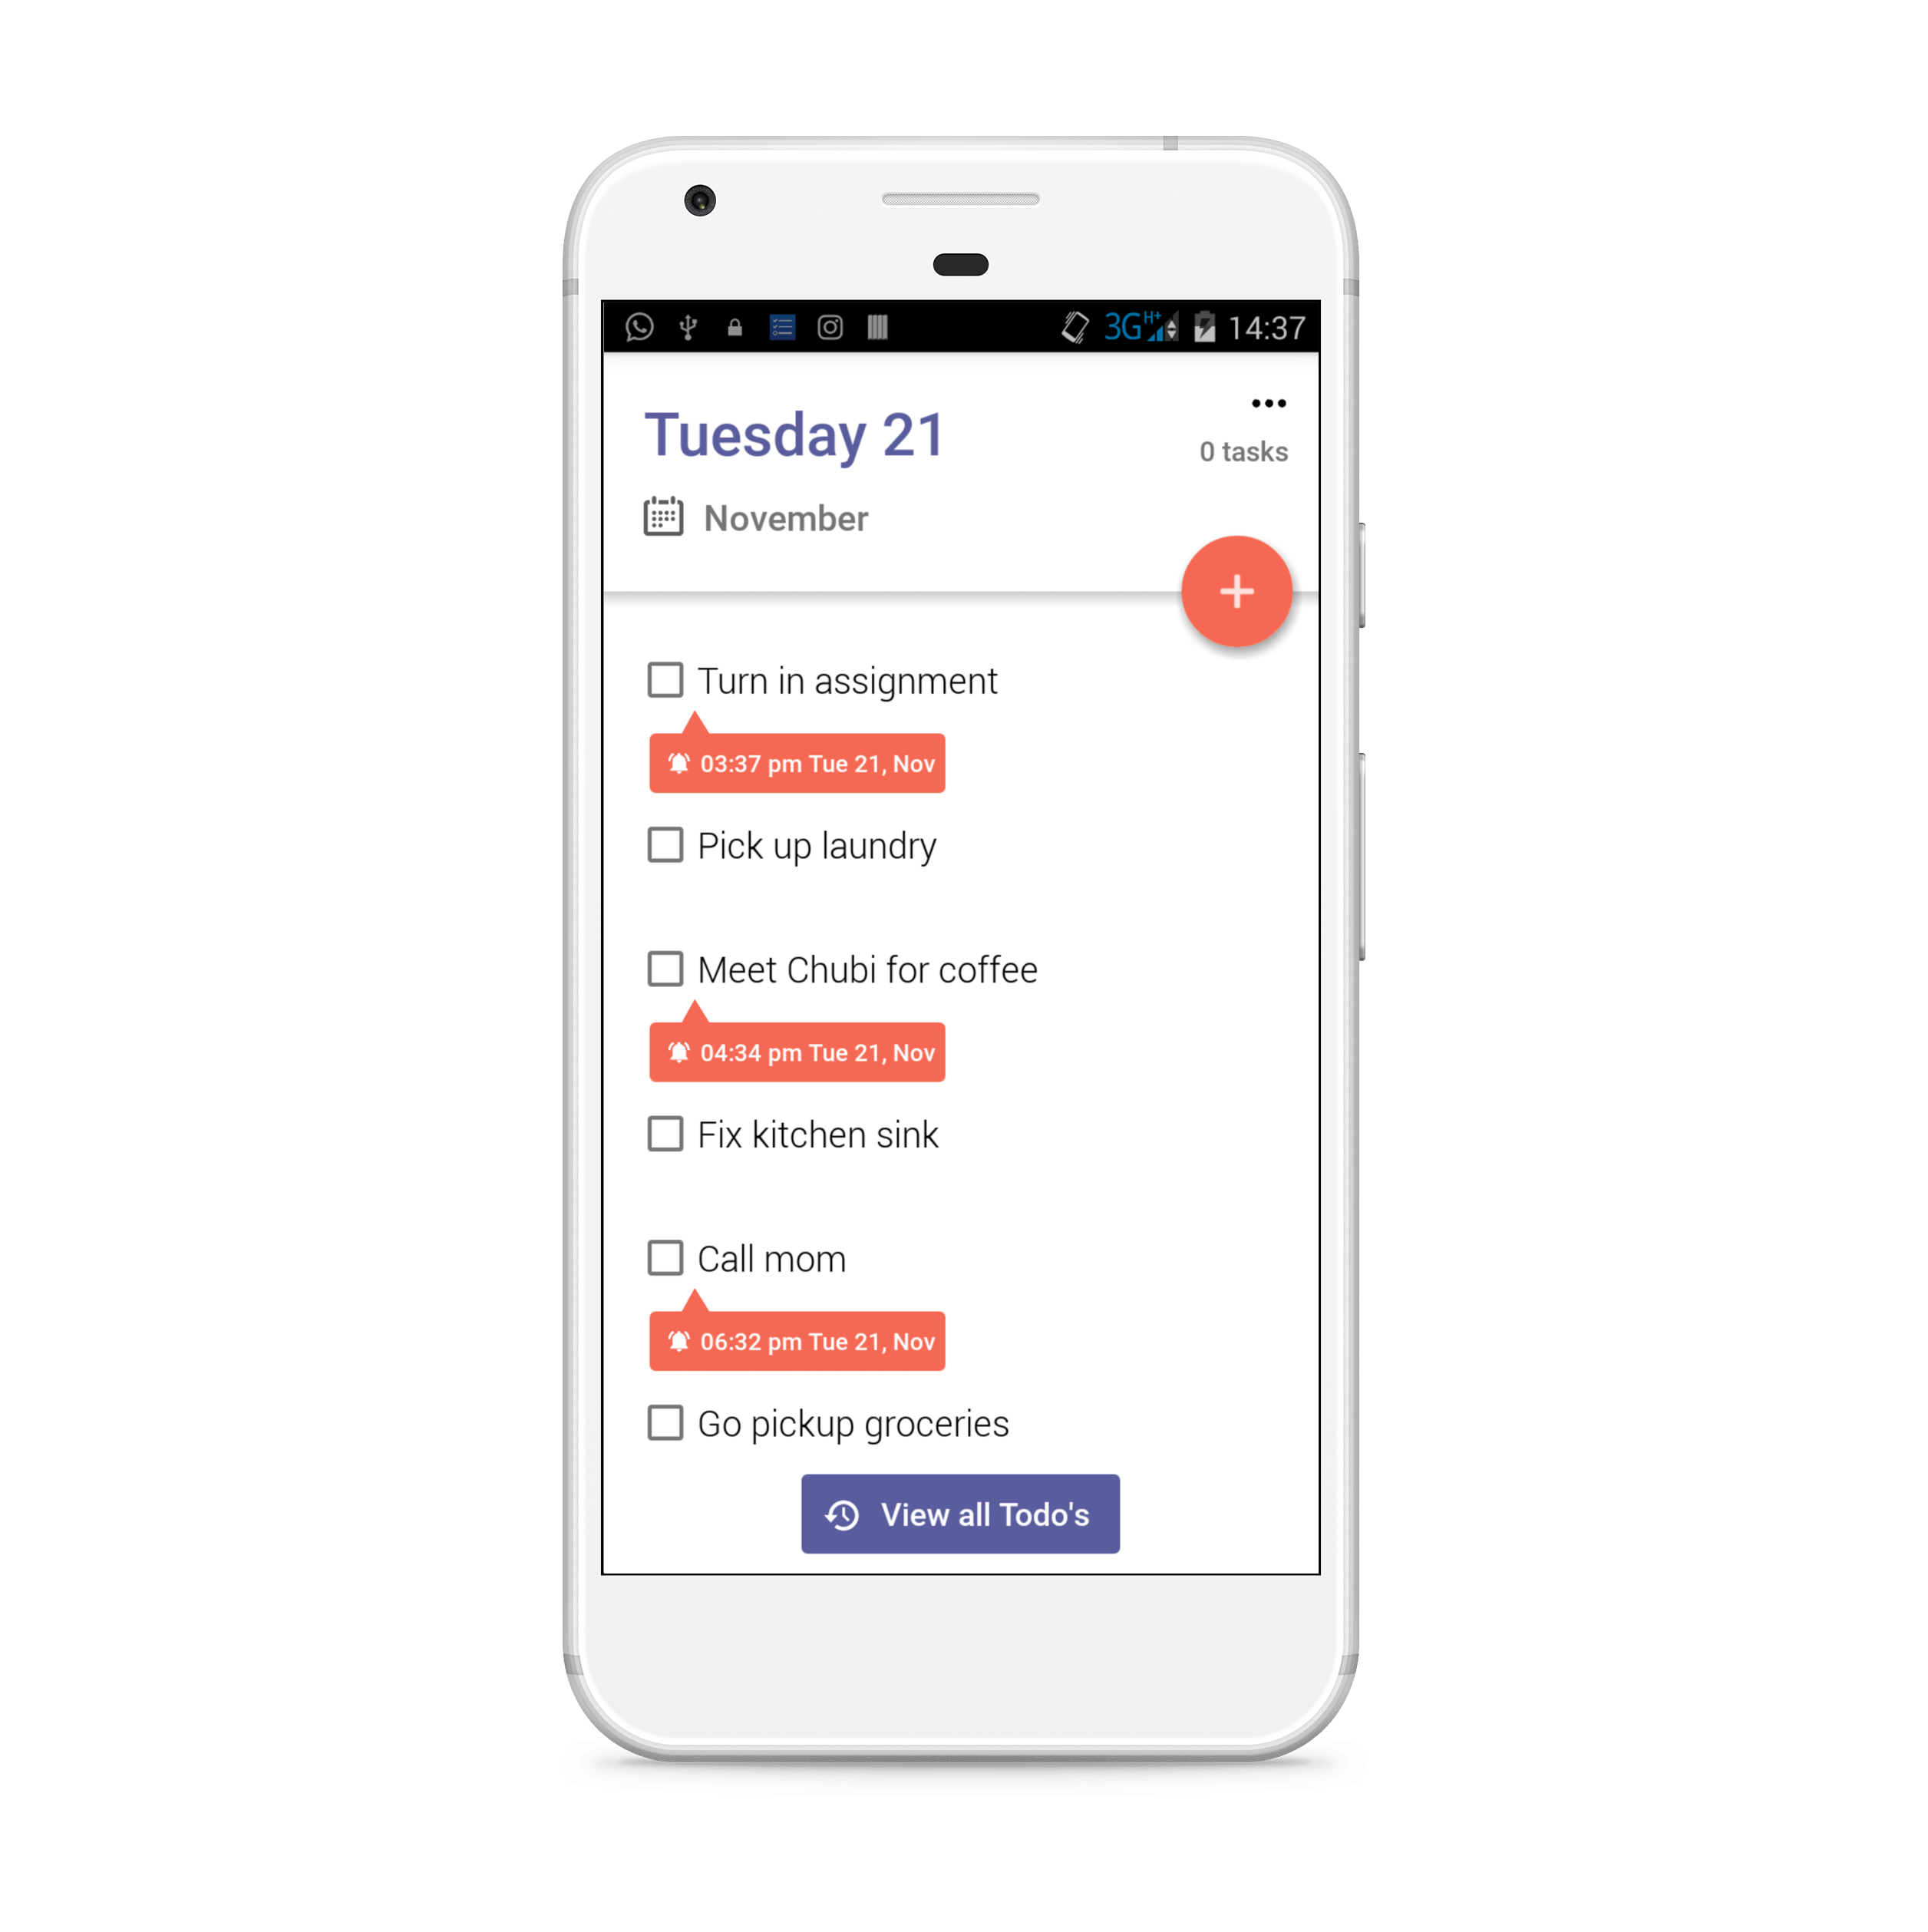 3G H+ 14:37
Tuesday 21
0 tasks
November
+
Turn in assignment
03:37 pm Tue 21, Nov
Pick up laundry
Meet Chubi for coffee
04:34 pm Tue 21, Nov
Fix kitchen sink
Call mom
06:32 pm Tue 21, Nov
Go pickup groceries
View all Todo's